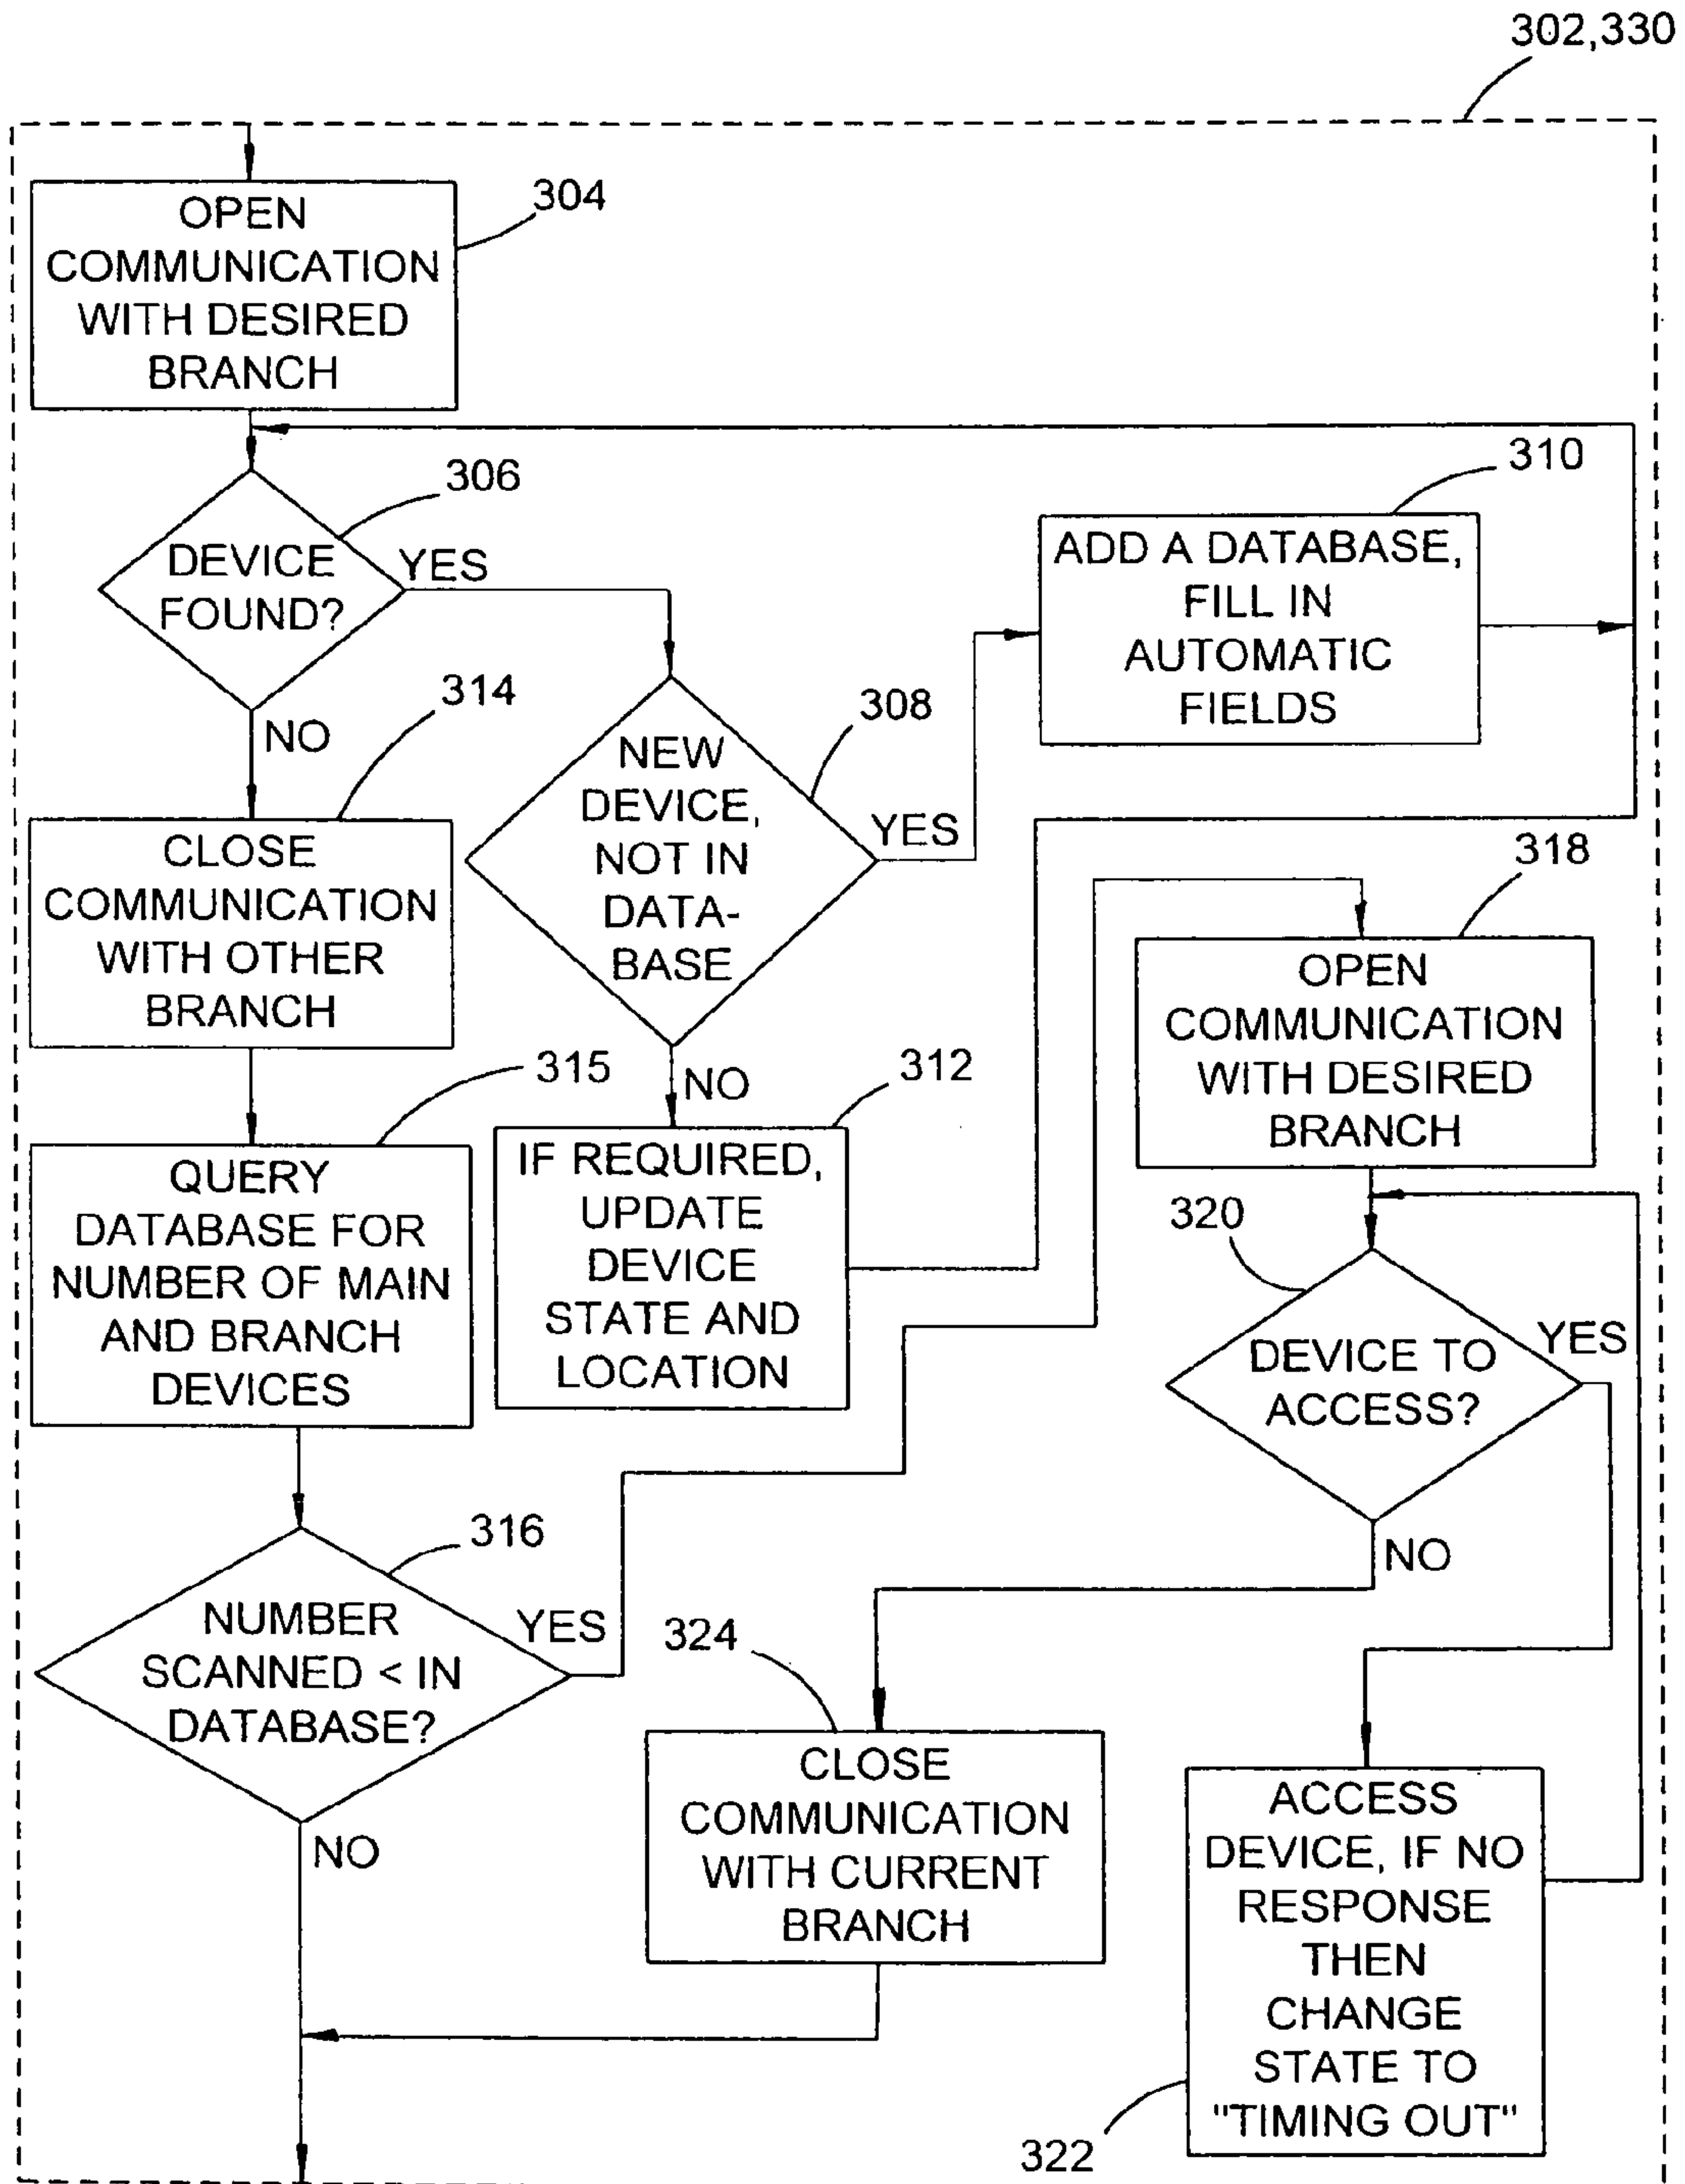 302,330
OPEN
COMMUNICATION
WITH DESIRED
BRANCH
304
306
DEVICE
FOUND?
YES
NO
310
ADD A DATABASE,
FILL IN
AUTOMATIC
FIELDS
308
NEW
DEVICE,
NOT IN
DATA-
BASE
YES
NO
314
CLOSE
COMMUNICATION
WITH OTHER
BRANCH
315
QUERY
DATABASE FOR
NUMBER OF MAIN
AND BRANCH
DEVICES
312
IF REQUIRED,
UPDATE
DEVICE
STATE AND
LOCATION
318
OPEN
COMMUNICATION
WITH DESIRED
BRANCH
320
DEVICE TO
ACCESS?
YES
NO
316
NUMBER
SCANNED < IN
DATABASE?
YES
NO
324
CLOSE
COMMUNICATION
WITH CURRENT
BRANCH
ACCESS
DEVICE, IF NO
RESPONSE
THEN
CHANGE
STATE TO
"TIMING OUT"
322